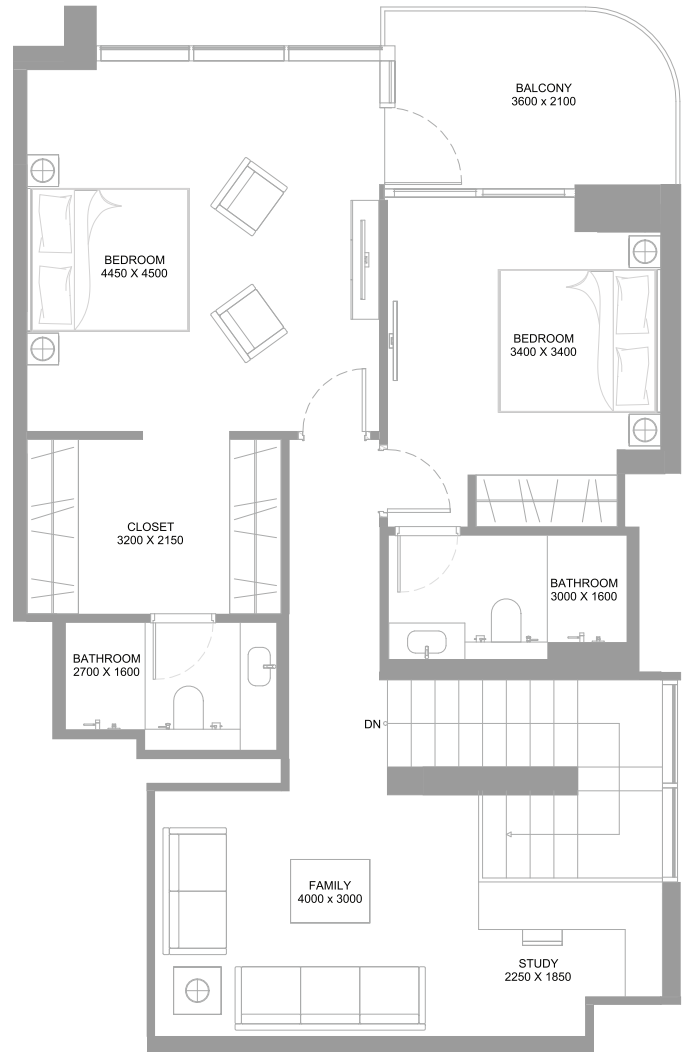 BALCONY
3600 x 2100
BEDROOM
4450 X 4500
BEDROOM
3400 X 3400
CLOSET
3200 X 2150
BATHROOM
3000 X 1600
BATHROOM
2700 X 1600
DN
FAMILY
4000 x 3000
STUDY
2250 X 1850